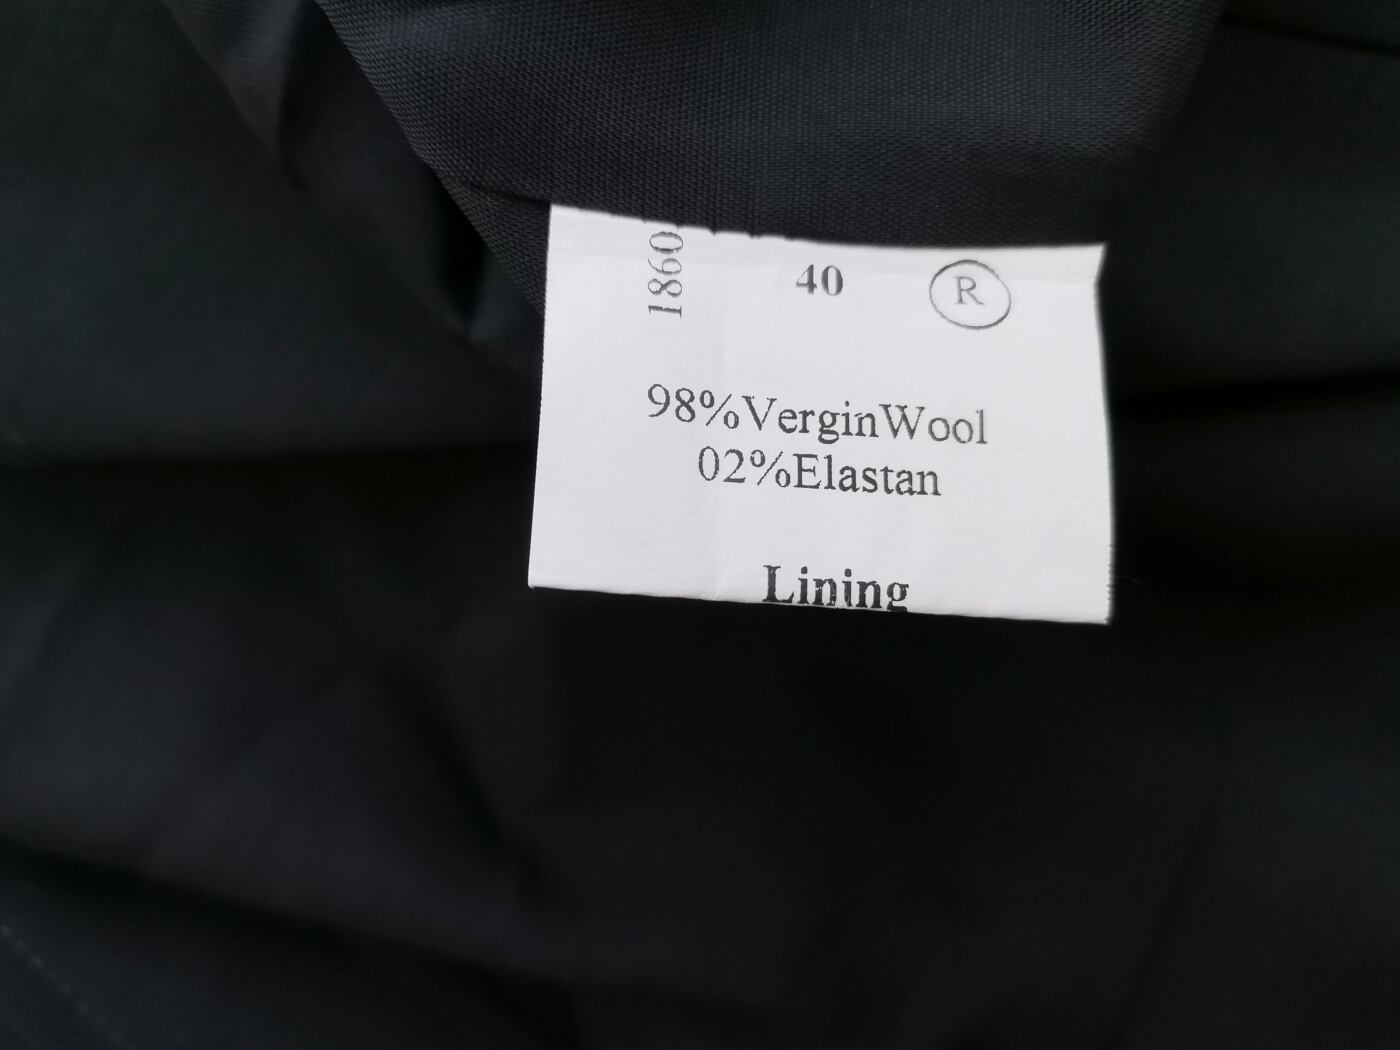 1860
40
R
98%VerginWool
02%Elastan
Lining